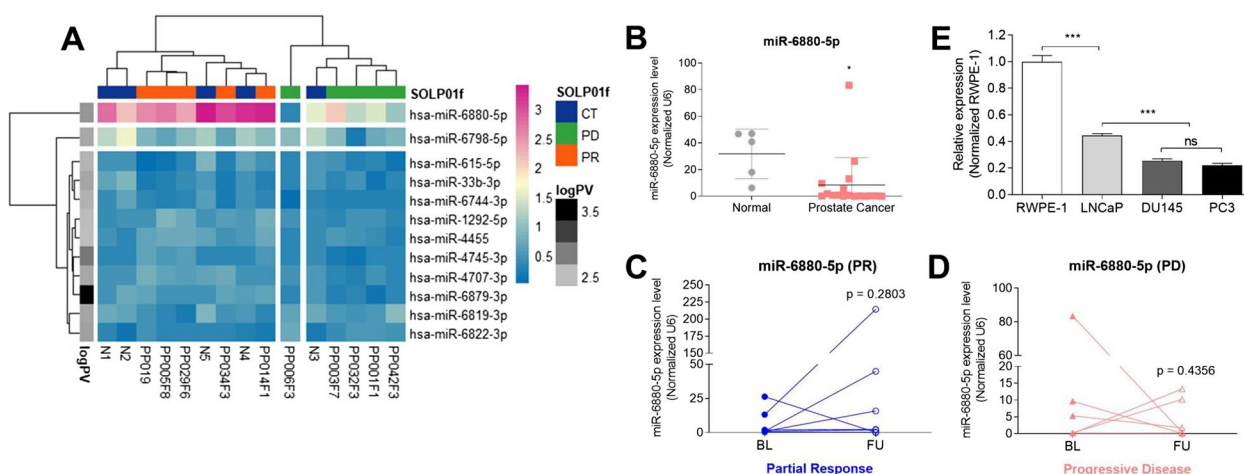 A
SOLP01f
hsa-miR-6880-5p
hsa-miR-6798-5p
hsa-miR-615-5p
hsa-miR-33b-3p
hsa-miR-6744-3p
hsa-miR-1292-5p
hsa-miR-4455
hsa-miR-4745-3p
hsa-miR-4707-3p
hsa-miR-6879-3p
hsa-miR-6819-3p
hsa-miR-6822-3p
logPV
N1
N2
PP019
PP005F8
PP029F6
N5
PP034F3
N4
PP014F1
PP006F3
N3
PP003F7
PP032F3
PP001F1
PP042F3
3
2.5
2
1.5
1
0.5
SOLP01f
CT
PD
PR
logPV
3.5
2.5
B
miR-6880-5p
miR-6880-5p expression level
(Normalized U6)
100
80
60
40
20
0
*
Normal
Prostate Cancer
E
Relative expression
(Normalized RWPE-1)
1.2
1.0
0.8
0.6
0.4
0.2
0.0
***
***
ns
RWPE-1
LNCaP
DU145
PC3
C
miR-6880-5p (PR)
miR-6880-5p expression level
(Normalized U6)
250
225
200
175
150
50
25
0
p = 0.2803
BL
FU
Partial Response
D
miR-6880-5p (PD)
miR-6880-5p expression level
(Normalized U6)
100
80
60
15
10
5
0
p = 0.4356
BL
FU
Progressive Disease